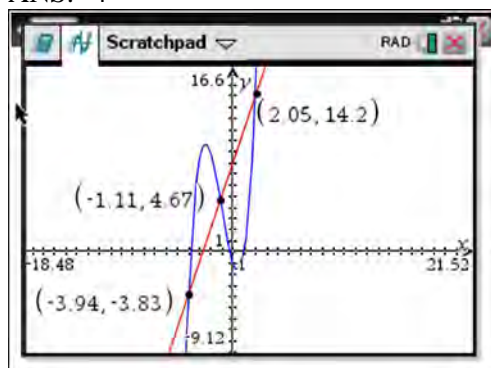 Scratchpad
RAD
16.6 y
(2.05, 14.2)
(-1.11, 4.67)
1
x
-18.48
1
21.52
(-3.94, -3.83)
-9.12